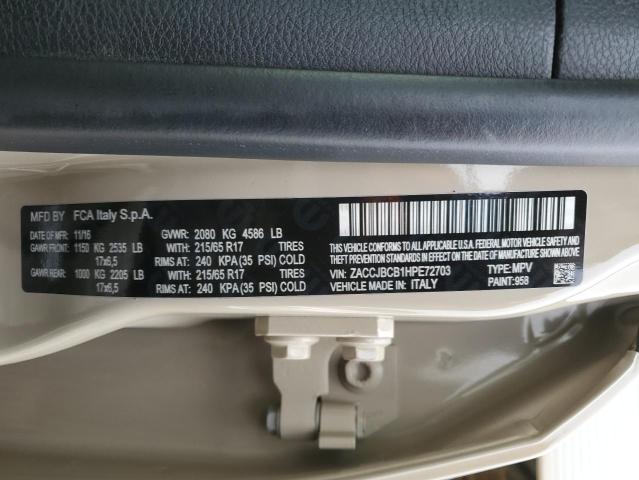 MFD BY FCA Italy S.p.A.
DATE OF MFR: 11/16 GVWR: 2080 KG 4586 LB
GAWR FRONT: 1150 KG 2535 LB WITH: 215/65 R17 TIRES
17x6,5 RIMS AT: 240 KPA (35 PSI) COLD
GAWR REAR: 1000 KG 2205 LB WITH: 215/65 R17 TIRES
17x6,5 RIMS AT: 240 KPA (35 PSI) COLD
THIS VEHICLE CONFORMS TO ALL APPLICABLE U.S.A. FEDERAL MOTOR VEHICLE
SAFETY, BUMPER, AND THEFT PREVENTION STANDARDS IN EFFECT ON THE DATE OF MANUFACTURE SHOWN ABOVE
VIN: ZACCJBCB1HPE72703 TYPE: MPV
VEHICLE MADE IN: ITALY PAINT: 958